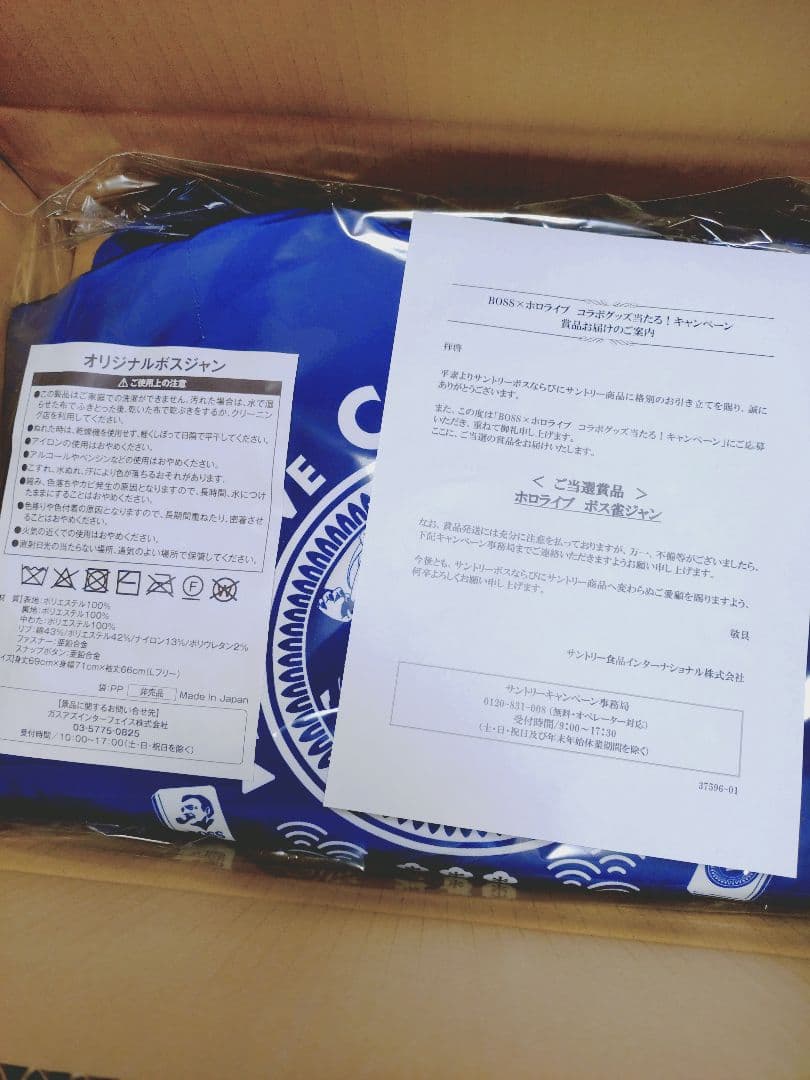 オリジナルボスジャン
⚠ご使用上の注意
●この製品はご家庭での洗濯ができません。汚れた場合は、水で湿
らせた布でふきとった後、乾いた布で乾ぶきをするか、クリーニン
グ店を利用してください。
●ぬれた時は、乾燥機を使用せず、軽くしぼって日陰で平干してください。
●アイロンの使用はおやめください。
●アルコールやベンジンなどの使用はおやめください。
●こすれ、水ぬれ、汗により色が落ちるおそれがあります。
●縮み、色落ちやカビ発生の原因となりますので、長時間、水につけ
たままにすることはおやめください。
●色移りや色付着の原因となりますので、長期間重ねたり、密着させ
ることはおやめください。
●火気の近くでの使用はおやめください。
●直射日光の当たらない場所、通気のよい場所で保管してください。
F
W
質】表地:ポリエステル100%
裏地:ポリエステル100%
中わた:ポリエステル100%
リブ:綿43%/ポリエステル42%/ナイロン13%/ポリウレタン2%
ファスナー:亜鉛合金
スナップボタン:亜鉛合金
イズ]身丈69cm×身幅71cm×裄丈66cm(L.フリー)
袋:PP 非売品 Made in Japan
【景品に関するお問い合せ先】
ガスアズインターフェイス株式会社
03-5775-0825
受付時間/10:00~17:00(土・日・祝日を除く)
BOSS×ホロライブ コラボグッズ当たる!キャンペーン
賞品お届けのご案内
拝啓
平素よりサントリーボスならびにサントリー商品に格別のお引き立てを賜り、誠に
ありがとうございます。
また、この度は「BOSS×ホロライブ コラボグッズ当たる!キャンペーン」にご応募
いただき、重ねて御礼申し上げます。
ここに、ご当選の賞品をお届けいたします。
< ご当選賞品 >
ホロライブ ボス雀ジャン
なお、賞品発送には充分に注意を払っておりますが、万一、不備等がございましたら、
下記キャンペーン事務局までご連絡いただきますようお願い申し上げます。
今後とも、サントリーボスならびにサントリー商品へ変わらぬご愛顧を賜りますよう、
何卒よろしくお願い申し上げます。
敬具
サントリー食品インターナショナル株式会社
サントリーキャンペーン事務局
0120-831-008(無料・オペレーター対応)
受付時間/9:00~17:30
(土・日・祝日及び年末年始休業期間を除く)
37596-01